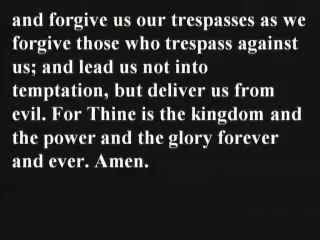 and forgive us our trespasses as we
forgive those who trespass against
us; and lead us not into
temptation, but deliver us from
evil. For Thine is the kingdom and
the power and the glory forever
and ever. Amen.